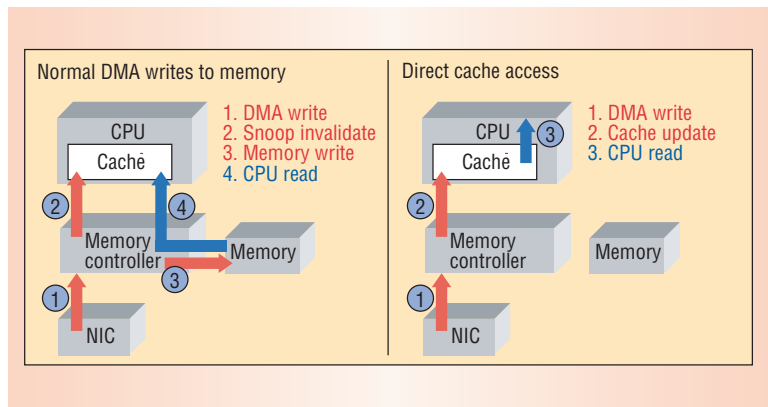 Normal DMA writes to memory
1. DMA write
2. Snoop invalidate
3. Memory write
4. CPU read
CPU
Cache
2
4
Memory
controller
Memory
3
1
NIC
Direct cache access
1. DMA write
2. Cache update
3. CPU read
CPU
3
Cache
2
Memory
controller
Memory
1
NIC